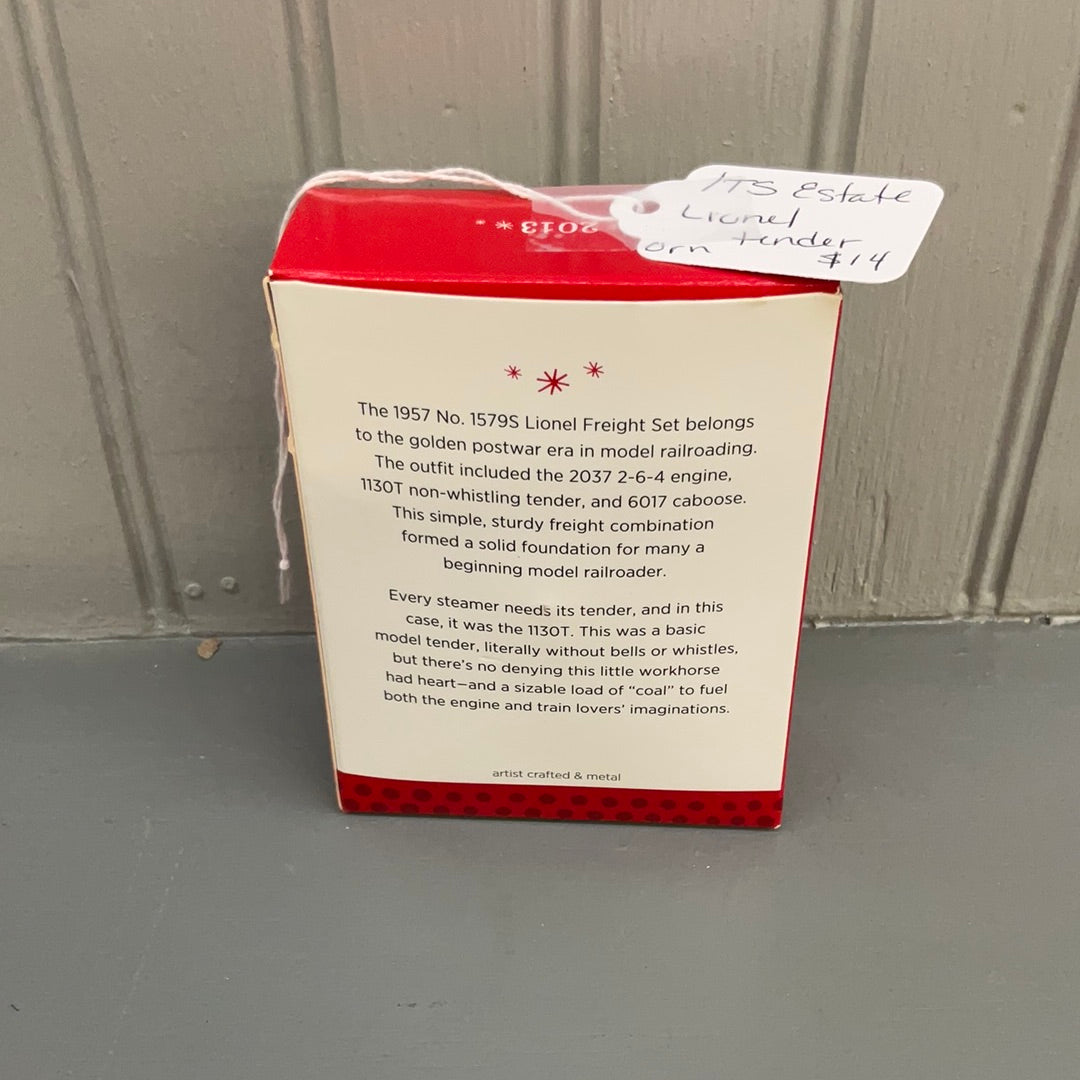 ITS Estate
Lionel
orn tender
$14
* 2013 *
The 1957 No. 1579S Lionel Freight Set belongs
to the golden postwar era in model railroading.
The outfit included the 2037 2-6-4 engine,
1130T non-whistling tender, and 6017 caboose.
This simple, sturdy freight combination
formed a solid foundation for many a
beginning model railroader.
Every steamer needs its tender, and in this
case, it was the 1130T. This was a basic
model tender, literally without bells or whistles,
but there's no denying this little workhorse
had heart—and a sizable load of “coal” to fuel
both the engine and train lovers' imaginations.
artist crafted & metal